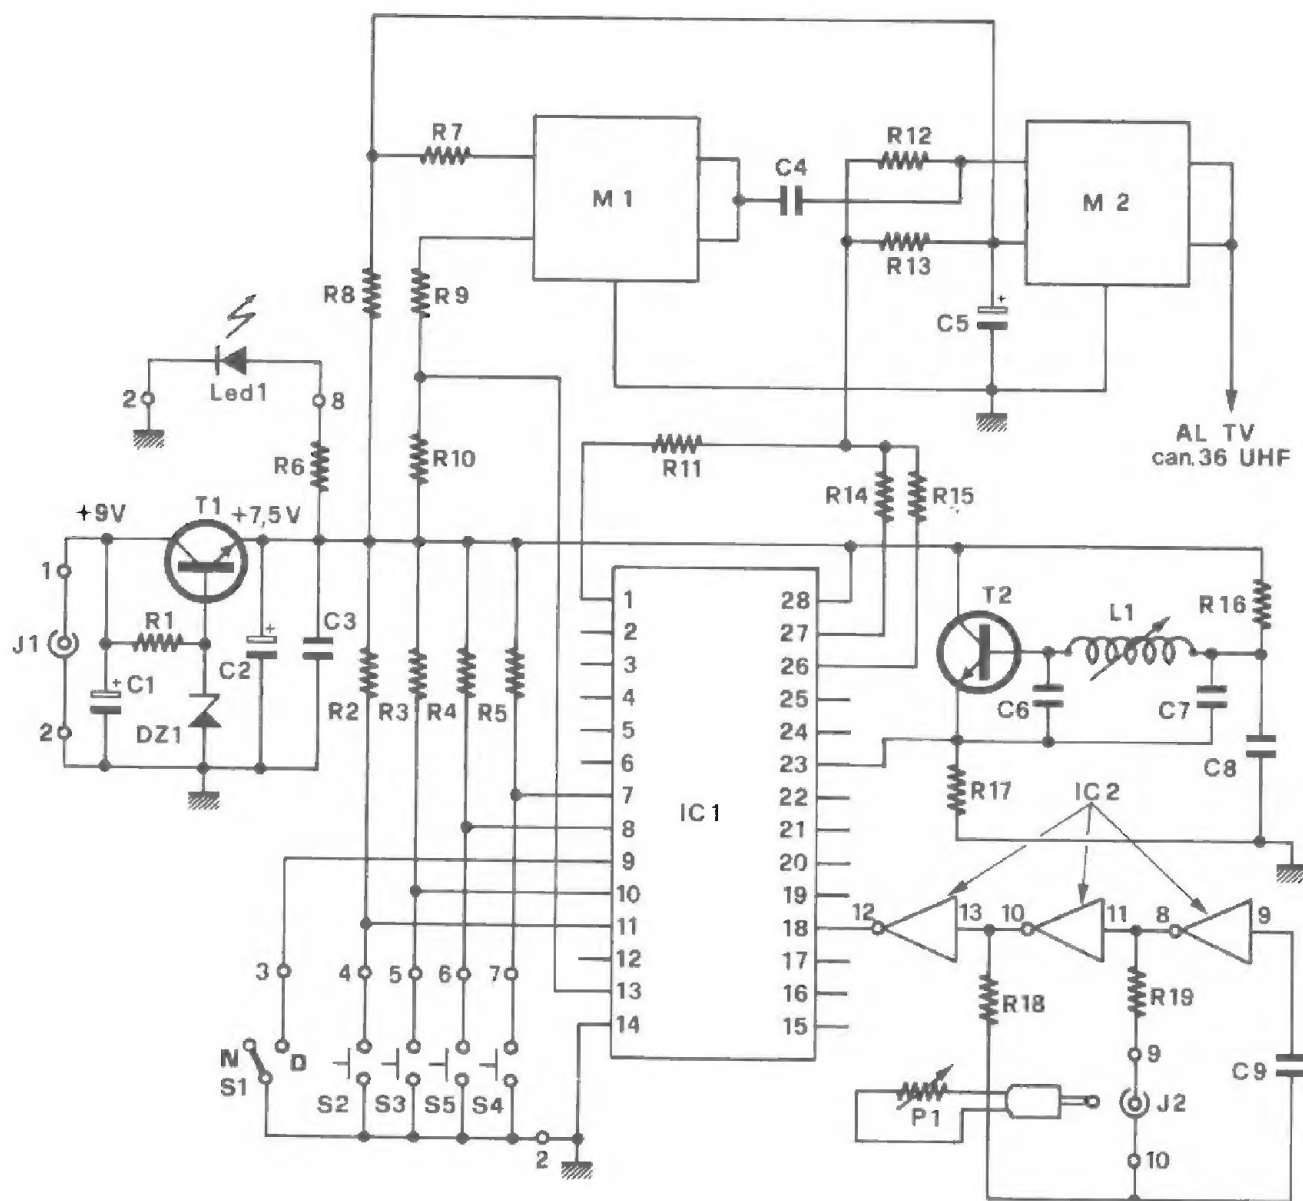 R7
M 1
C4
R12
R13
M 2
R8
R9
C5
2
Led1
8
R6
R10
R11
AL TV
can.36 UHF
R14
R15
+9V
T1
+7,5V
1
J1
R1
C1
+
2
DZ1
C2
+
C3
R2
R3
R4
R5
IC1
1
2
3
4
5
6
7
8
9
10
11
12
13
14
28
27
26
25
24
23
22
21
20
19
18
17
16
15
T2
L1
R16
C6
C7
C8
R17
IC2
12
13
10
11
8
9
R18
R19
9
C9
P1
J2
10
3
4
5
6
7
N
D
S1
S2
S3
S5
S4
2
+